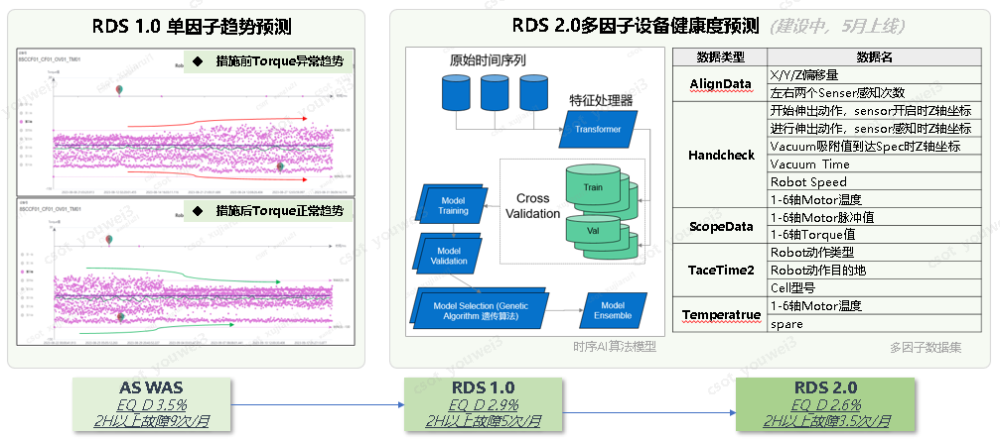 RDS 1.0 单因子趋势预测
8SCCF01_CF01_OV01_TM01
◆ 措施前Torque异常趋势
8SCCF01_CF01_OV01_TM01
◆ 措施后Torque正常趋势
RDS 2.0多因子设备健康度预测 (建设中，5月上线)
原始时间序列
特征处理器
Transformer
Cross
Validation
Train
Val
Model
Training
Model
Validation
Model Selection (Genetic
Algorithm 遗传算法)
Model
Ensemble
时序AI算法模型
数据类型 数据名
AlignData
X/Y/Z偏移量
左右两个Senser感知次数
Handcheck
开始伸出动作，sensor开启时Z轴坐标
进行伸出动作，sensor感知时Z轴坐标
Vacuum吸附值到达Spec时Z轴坐标
Vacuum Time
Robot Speed
1-6轴Motor温度
ScopeData
1-6轴Motor脉冲值
1-6轴Torque值
TaceTime2
Robot动作类型
Robot动作目的地
Cell型号
Temperatrue
1-6轴Motor温度
spare
多因子数据集
AS WAS
EQ_D 3.5%
2H以上故障9次/月
RDS 1.0
EQ_D 2.9%
2H以上故障5次/月
RDS 2.0
EQ_D 2.6%
2H以上故障3.5次/月
csot_youwei3